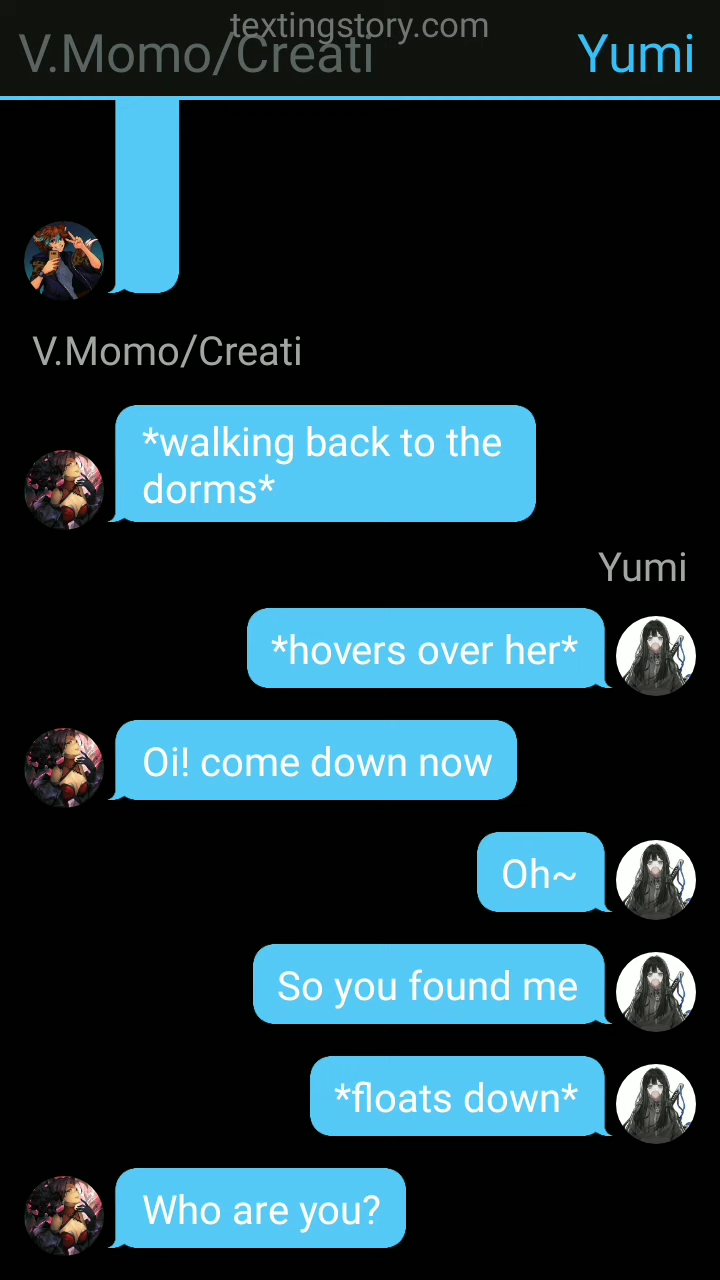 textingstory.com
V.Momo/Creati
Yumi
V.Momo/Creati
*walking back to the
dorms*
Yumi
*hovers over her*
Oi! come down now
Oh~
So you found me
*floats down*
Who are you?